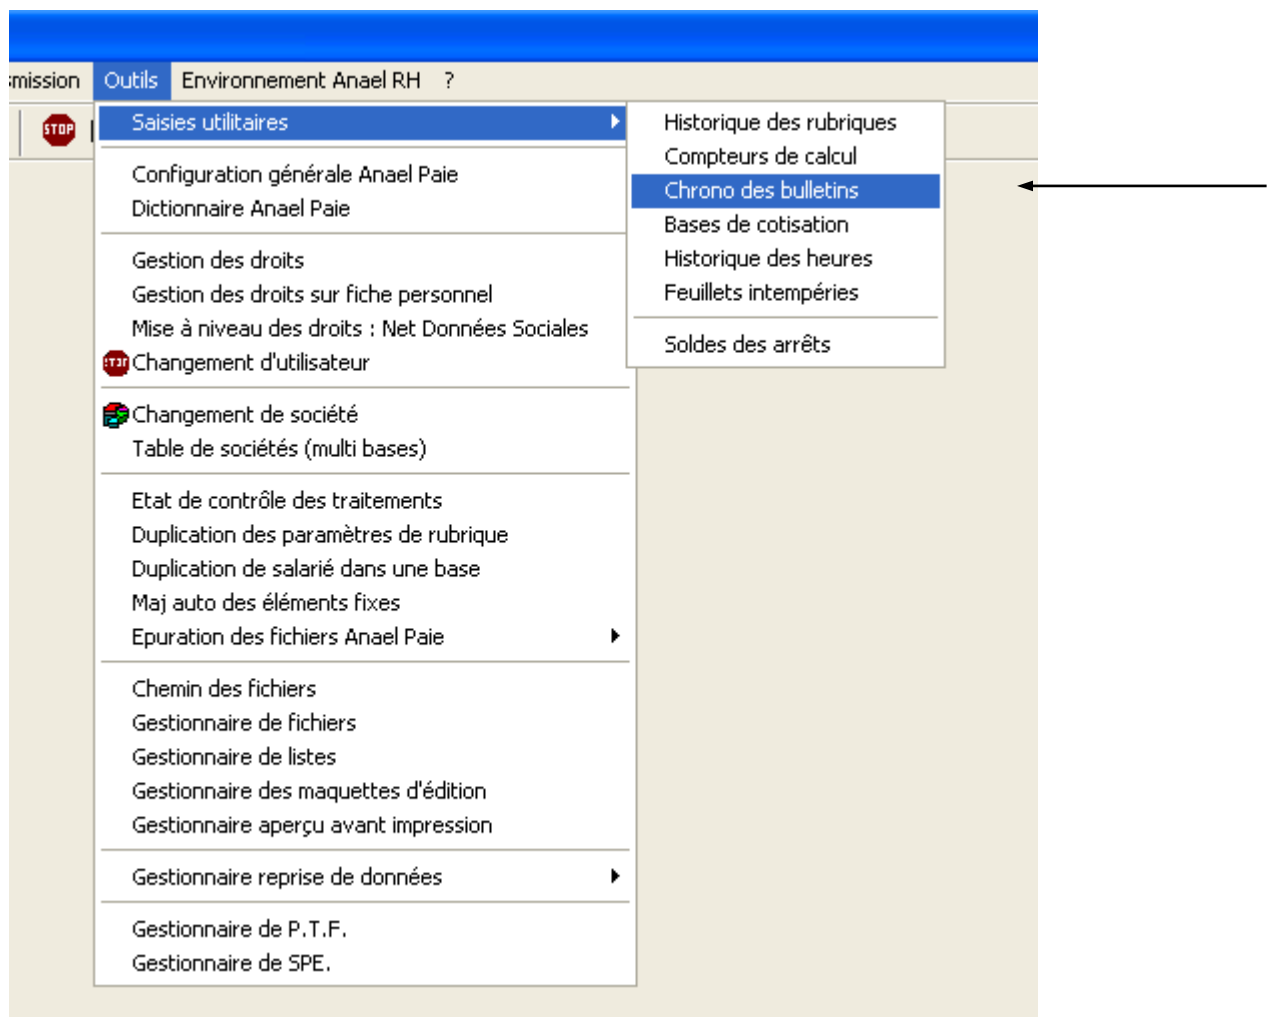 mission Outils Environnement Anael RH ?
STOP
Saisies utilitaires
Configuration générale Anael Paie
Dictionnaire Anael Paie
Gestion des droits
Gestion des droits sur fiche personnel
Mise à niveau des droits : Net Données Sociales
Changement d'utilisateur
Changement de société
Table de sociétés (multi bases)
Etat de contrôle des traitements
Duplication des paramètres de rubrique
Duplication de salarié dans une base
Maj auto des éléments fixes
Epuration des fichiers Anael Paie
Chemin des fichiers
Gestionnaire de fichiers
Gestionnaire de listes
Gestionnaire des maquettes d'édition
Gestionnaire aperçu avant impression
Gestionnaire reprise de données
Gestionnaire de P.T.F.
Gestionnaire de SPE.
Historique des rubriques
Compteurs de calcul
Chrono des bulletins
Bases de cotisation
Historique des heures
Feuillets intempéries
Soldes des arrêts